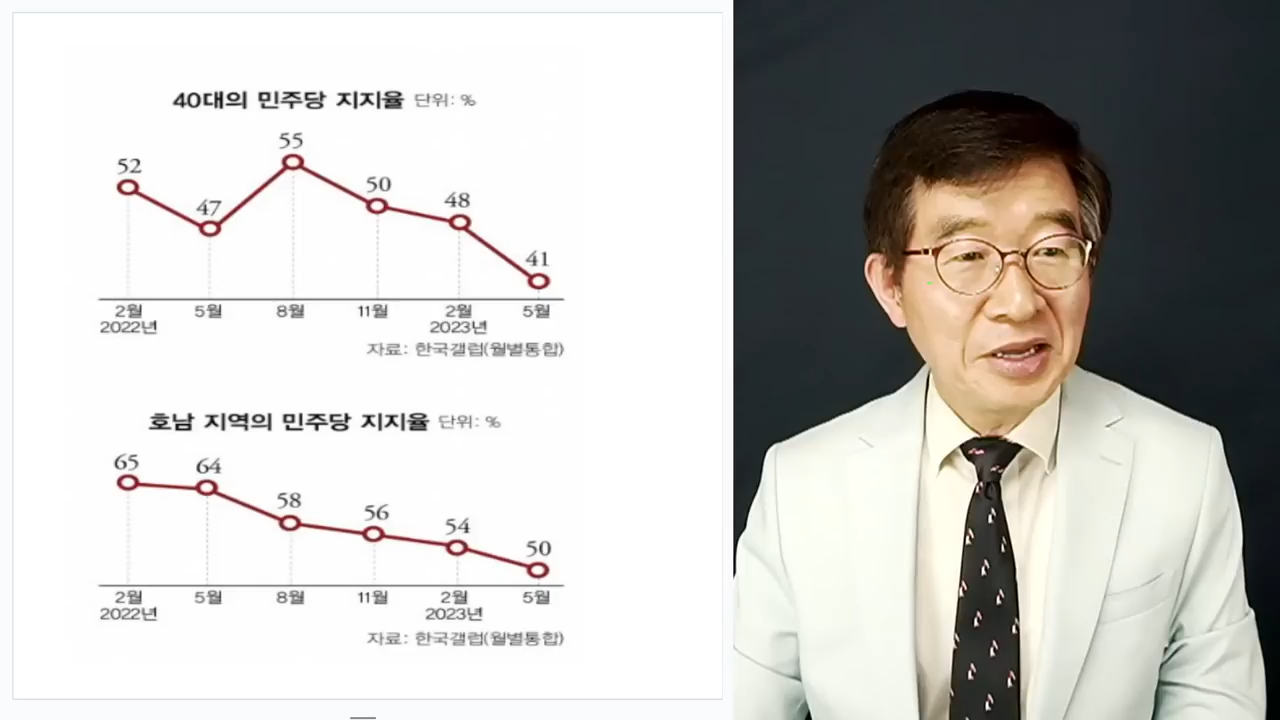 40대의 민주당 지지율 단위: %
55
52
50
48
47
41
2월 5월 8월 11월 2월 5월
2022년 2023년
자료: 한국갤럽(월별통합)
호남 지역의 민주당 지지율 단위: %
65 64
58
56
54
50
2월 5월 8월 11월 2월 5월
2022년 2023년
자료: 한국갤럽(월별통합)